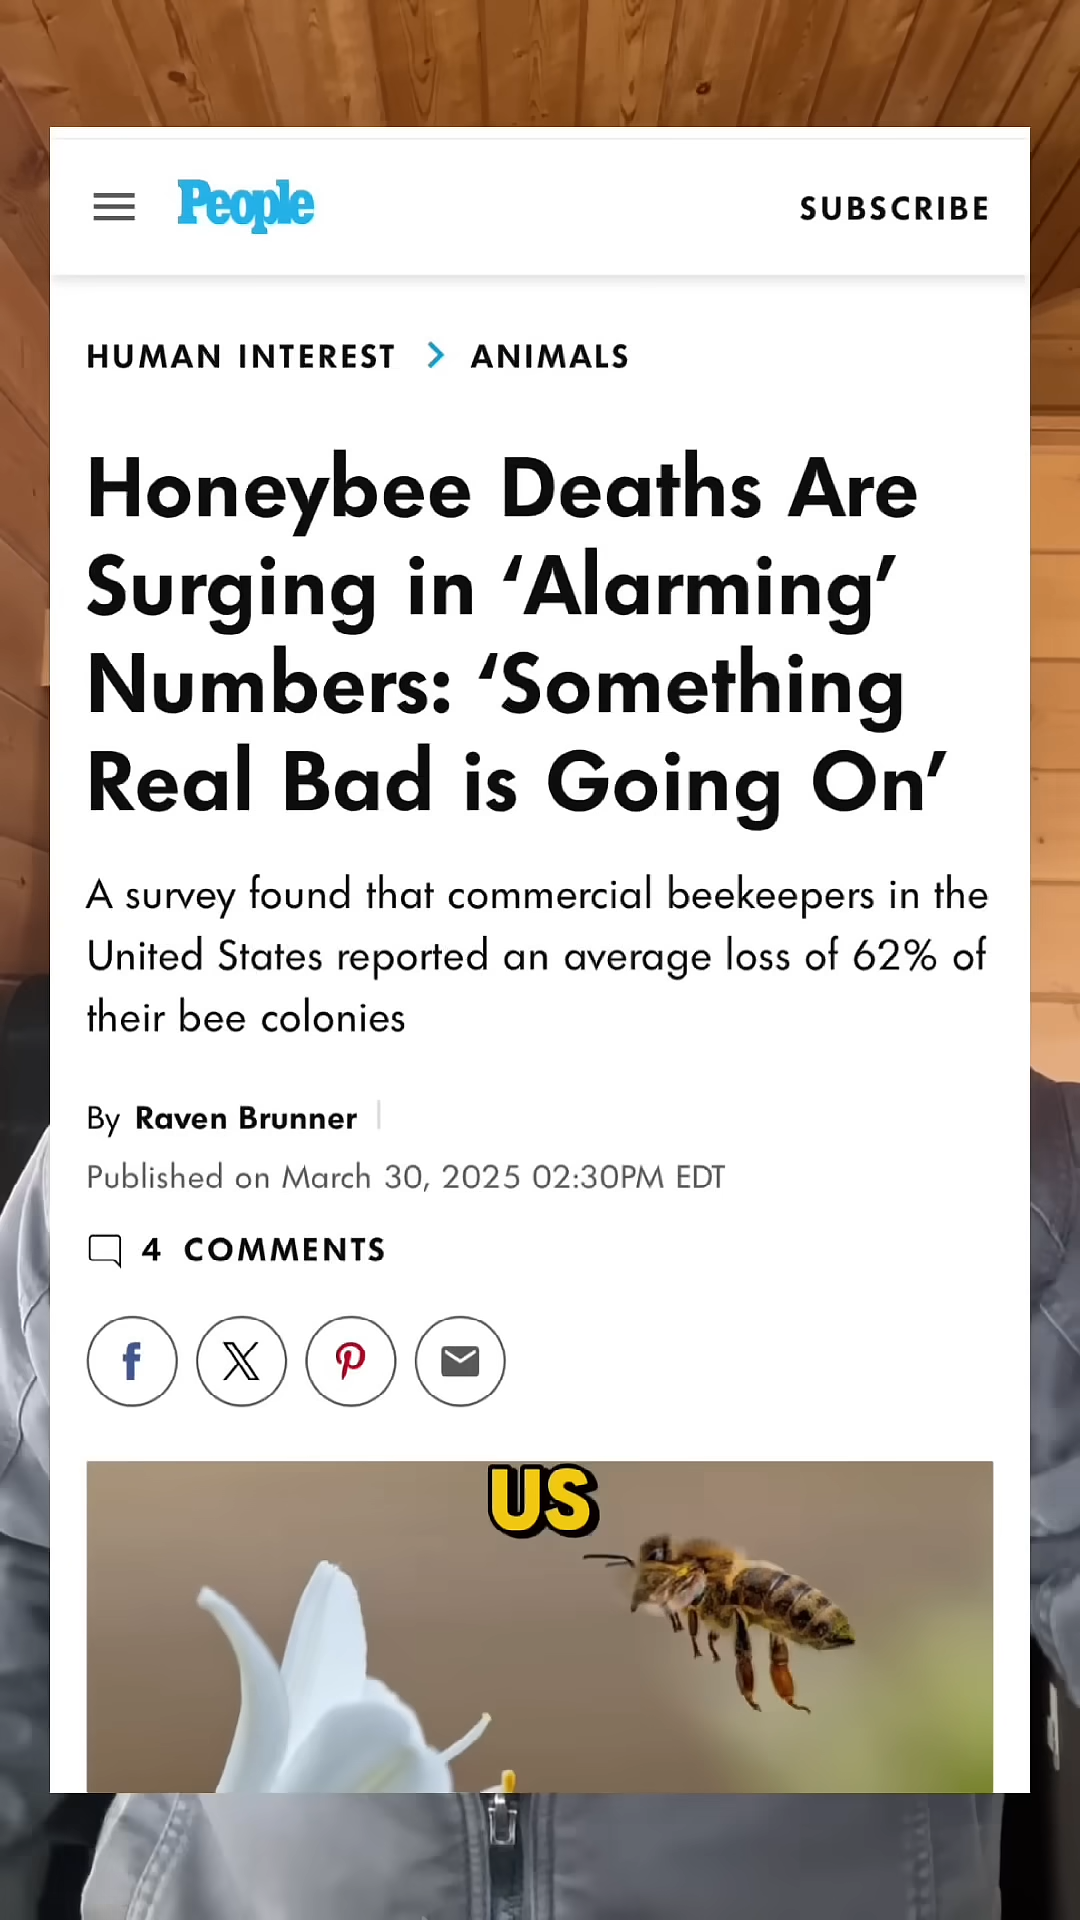 People
SUBSCRIBE
HUMAN INTEREST > ANIMALS
Honeybee Deaths Are
Surging in ‘Alarming’
Numbers: ‘Something
Real Bad is Going On’
A survey found that commercial beekeepers in the
United States reported an average loss of 62% of
their bee colonies
By Raven Brunner
Published on March 30, 2025 02:30PM EDT
4 COMMENTS
US